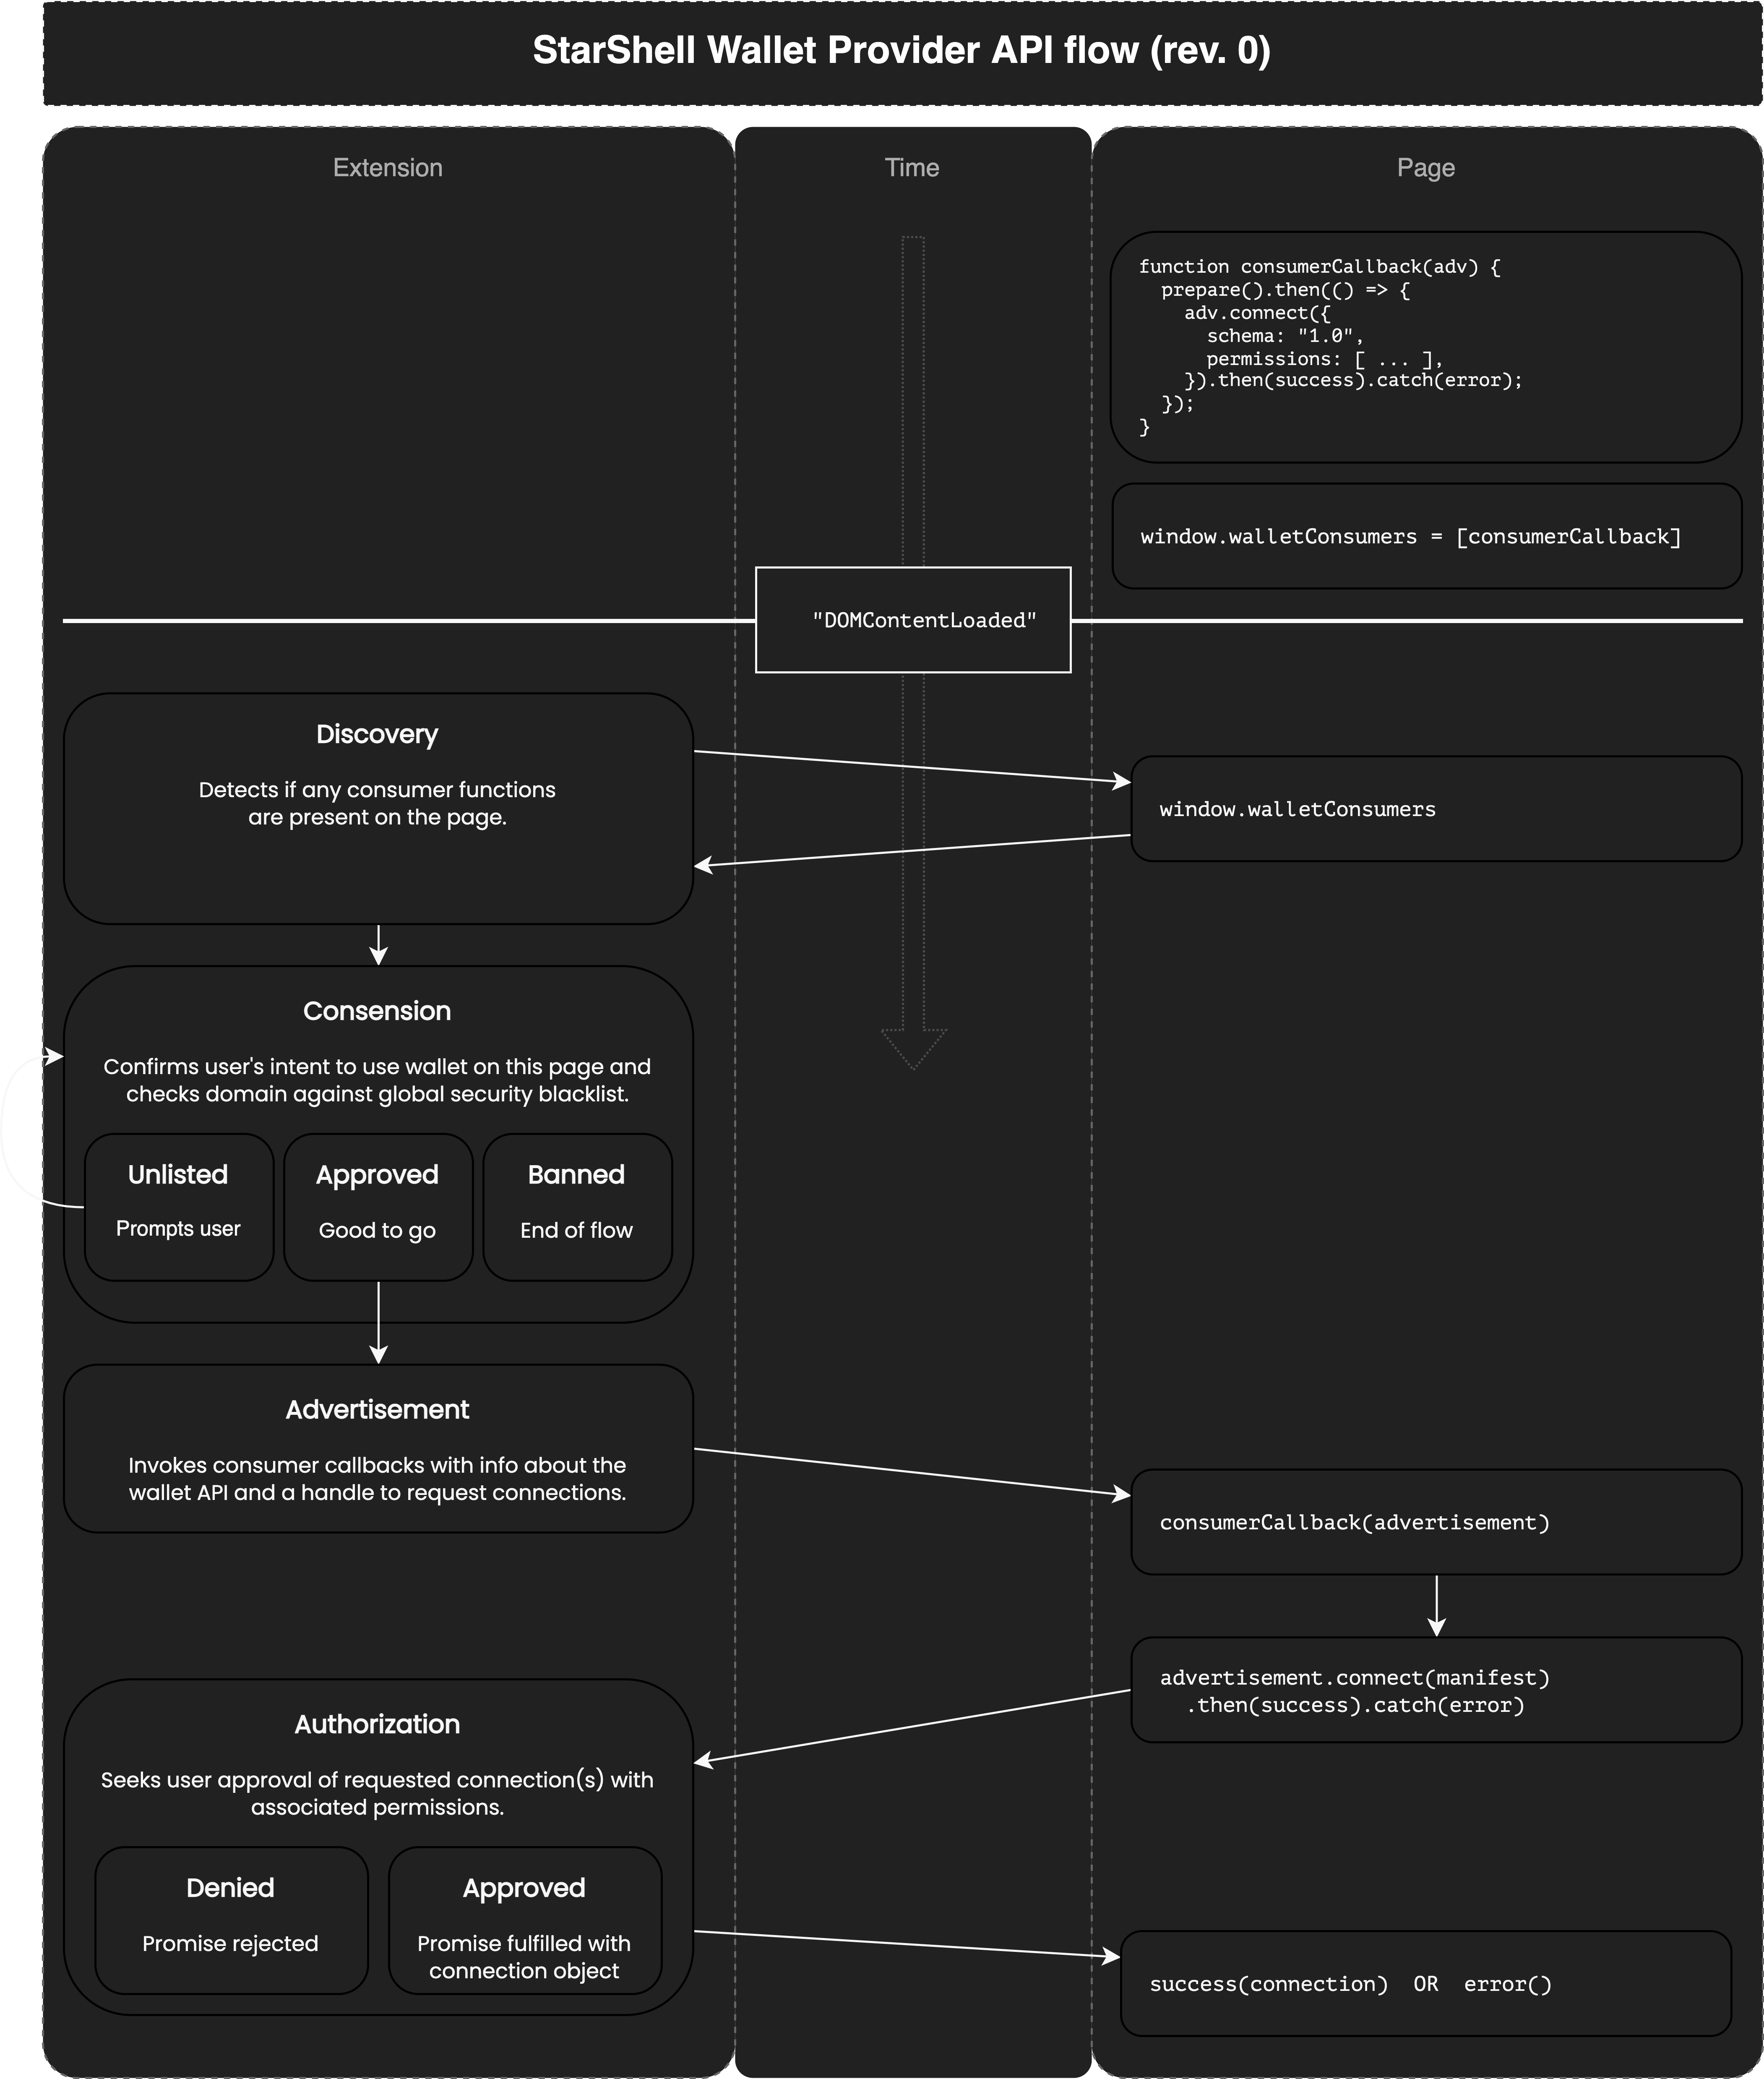 StarShell Wallet Provider API flow (rev. 0)
Extension
Time
Page
function consumerCallback(adv) {
  prepare().then(() => {
    adv.connect({
      schema: "1.0",
      permissions: [ ... ],
    }).then(success).catch(error);
  });
}
window.walletConsumers = [consumerCallback]
"DOMContentLoaded"
Discovery
Detects if any consumer functions
are present on the page.
window.walletConsumers
Consension
Confirms user's intent to use wallet on this page and
checks domain against global security blacklist.
Unlisted
Prompts user
Approved
Good to go
Banned
End of flow
Advertisement
Invokes consumer callbacks with info about the
wallet API and a handle to request connections.
consumerCallback(advertisement)
advertisement.connect(manifest)
  .then(success).catch(error)
Authorization
Seeks user approval of requested connection(s) with
associated permissions.
Denied
Promise rejected
Approved
Promise fulfilled with
connection object
success(connection)  OR  error()